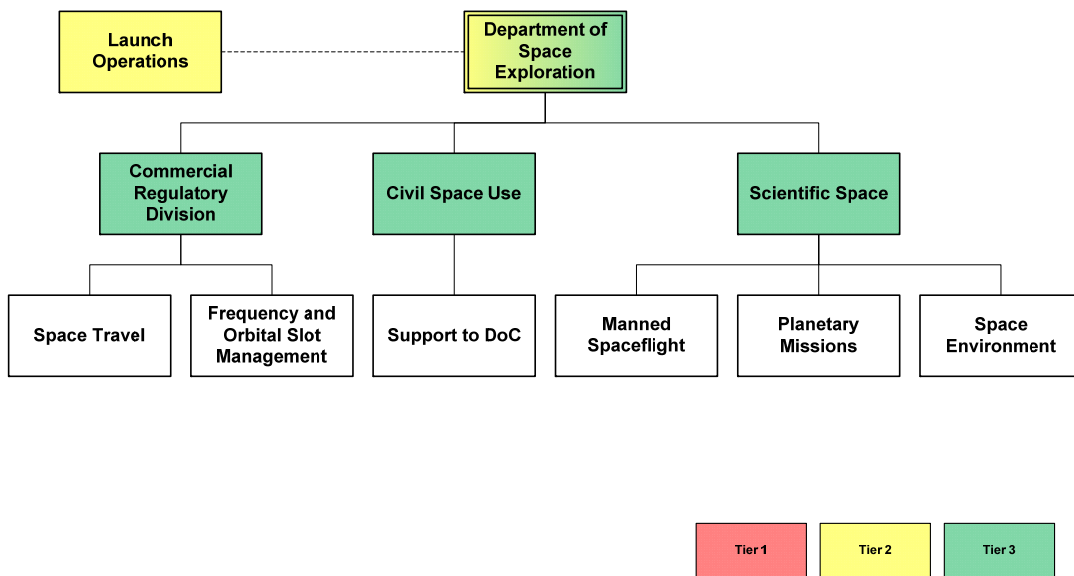 Launch
Operations
Department of
Space
Exploration
Commercial
Regulatory
Division
Civil Space Use
Scientific Space
Space Travel
Frequency and
Orbital Slot
Management
Support to DoC
Manned
Spaceflight
Planetary
Missions
Space
Environment
Tier 1
Tier 2
Tier 3